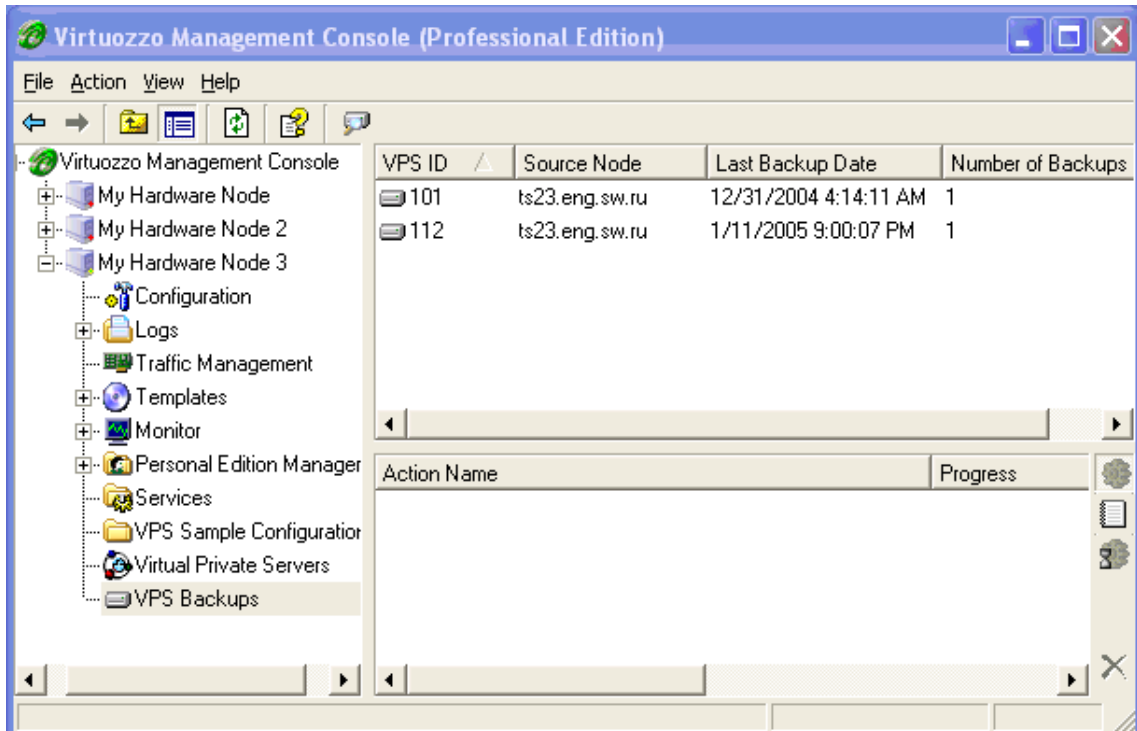 Virtuozzo Management Console (Professional Edition)
File Action View Help
Virtuozzo Management Console
My Hardware Node
My Hardware Node 2
My Hardware Node 3
Configuration
Logs
Traffic Management
Templates
Monitor
Personal Edition Manager
Services
VPS Sample Configuration
Virtual Private Servers
VPS Backups
VPS ID Source Node Last Backup Date Number of Backups
101 ts23.eng.sw.ru 12/31/2004 4:14:11 AM 1
112 ts23.eng.sw.ru 1/11/2005 9:00:07 PM 1
Action Name Progress